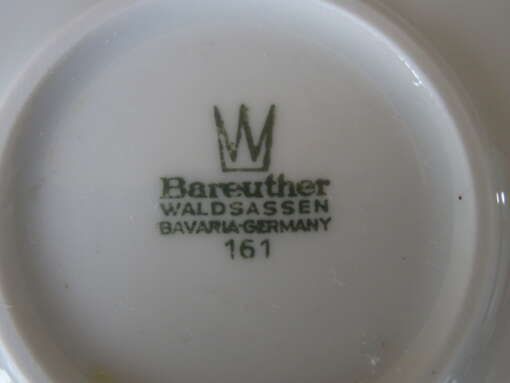 W
Bareuther
WALDSASSEN
BAVARIA-GERMANY
161